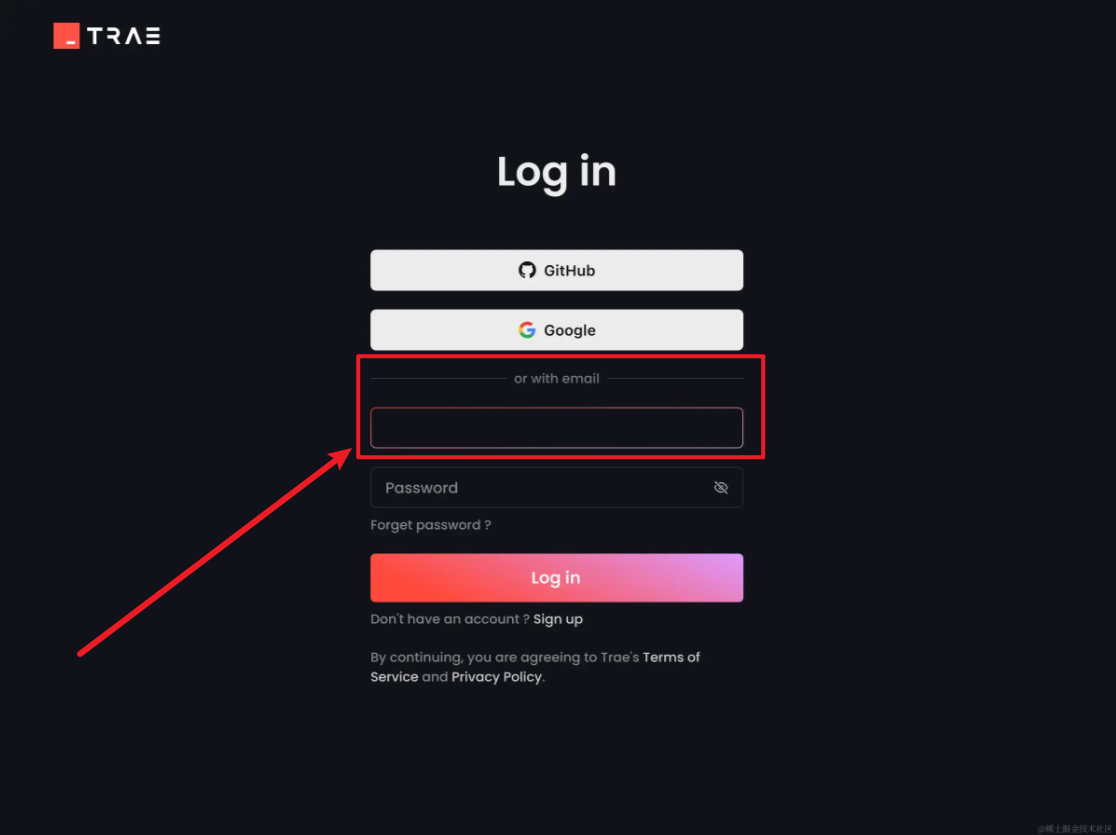 TRAE
Log in
GitHub
Google
or with email
Password
Forget password ?
Log in
Don't have an account ? Sign up
By continuing, you are agreeing to Trae's Terms of
Service and Privacy Policy.
@稀土掘金技术社区